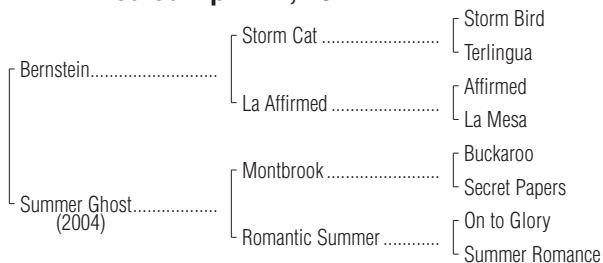 Storm Bird
Storm Cat ........................
Terlingua
Bernstein..........................
Affirmed
La Affirmed ......................
La Mesa
Buckaroo
Montbrook .......................
Secret Papers
Summer Ghost.................
(2004)
On to Glory
Romantic Summer ............
Summer Romance